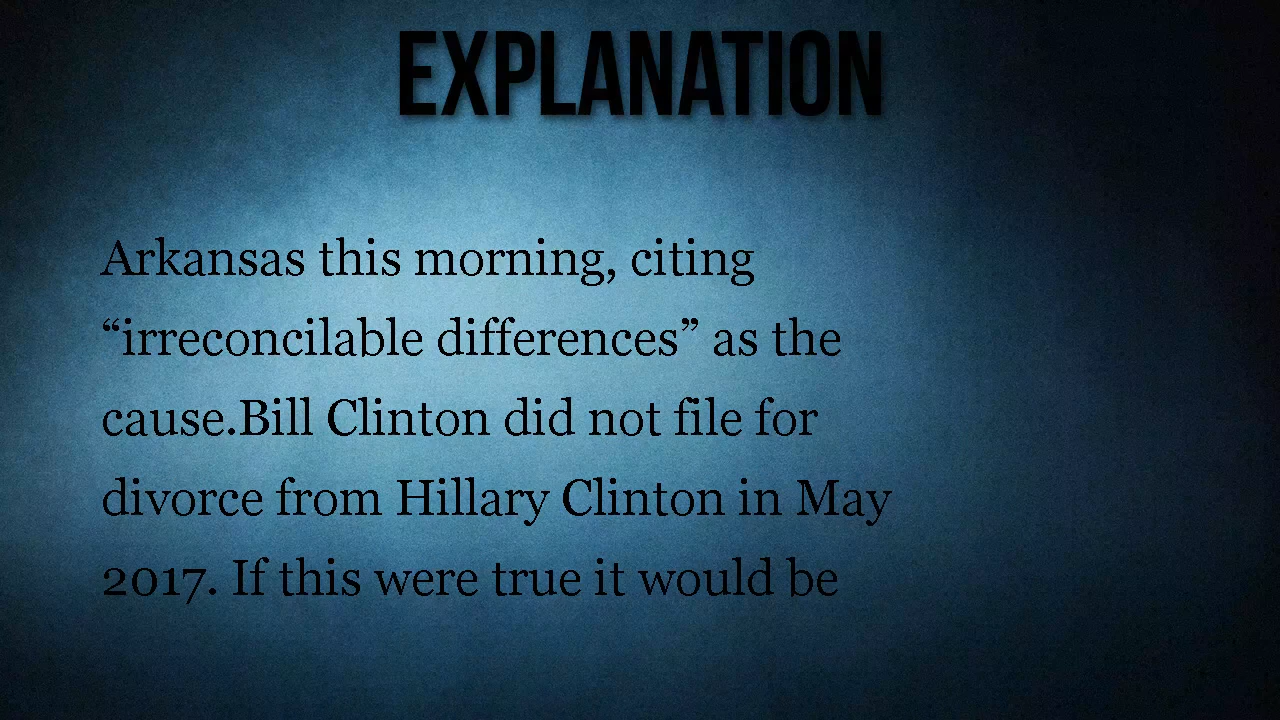 EXPLANATION
Arkansas this morning, citing
“irreconcilable differences” as the
cause.Bill Clinton did not file for
divorce from Hillary Clinton in May
2017. If this were true it would be